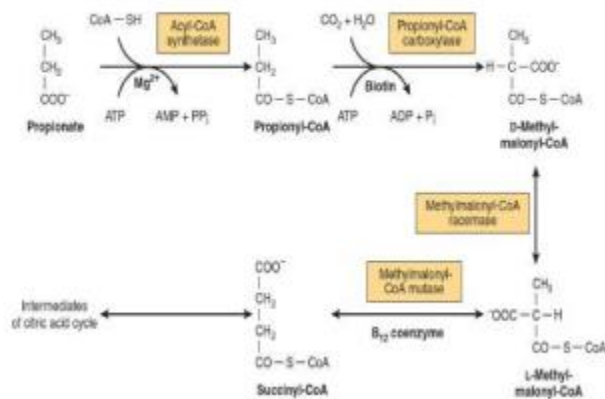 CoA – SH
Acyl-CoA
synthetase
CO₂ + H₂O
Propionyl-CoA
carboxylase
CH₃
CH₂
COO⁻
Propionate
Mg²⁺
ATP
AMP + PPᵢ
CH₃
CH₂
CO – S – CoA
Propionyl-CoA
Biotin
ATP
ADP + Pᵢ
CH₃
H – C – COO⁻
CO – S – CoA
D-Methyl-
malonyl-CoA
Methylmalonyl-CoA
racemase
Intermediates
of citric acid cycle
COO⁻
CH₂
CH₂
CO – S – CoA
Succinyl-CoA
Methylmalonyl-
CoA mutase
B₁₂ coenzyme
CH₃
⁻OOC – C – H
CO – S – CoA
L-Methyl-
malonyl-CoA